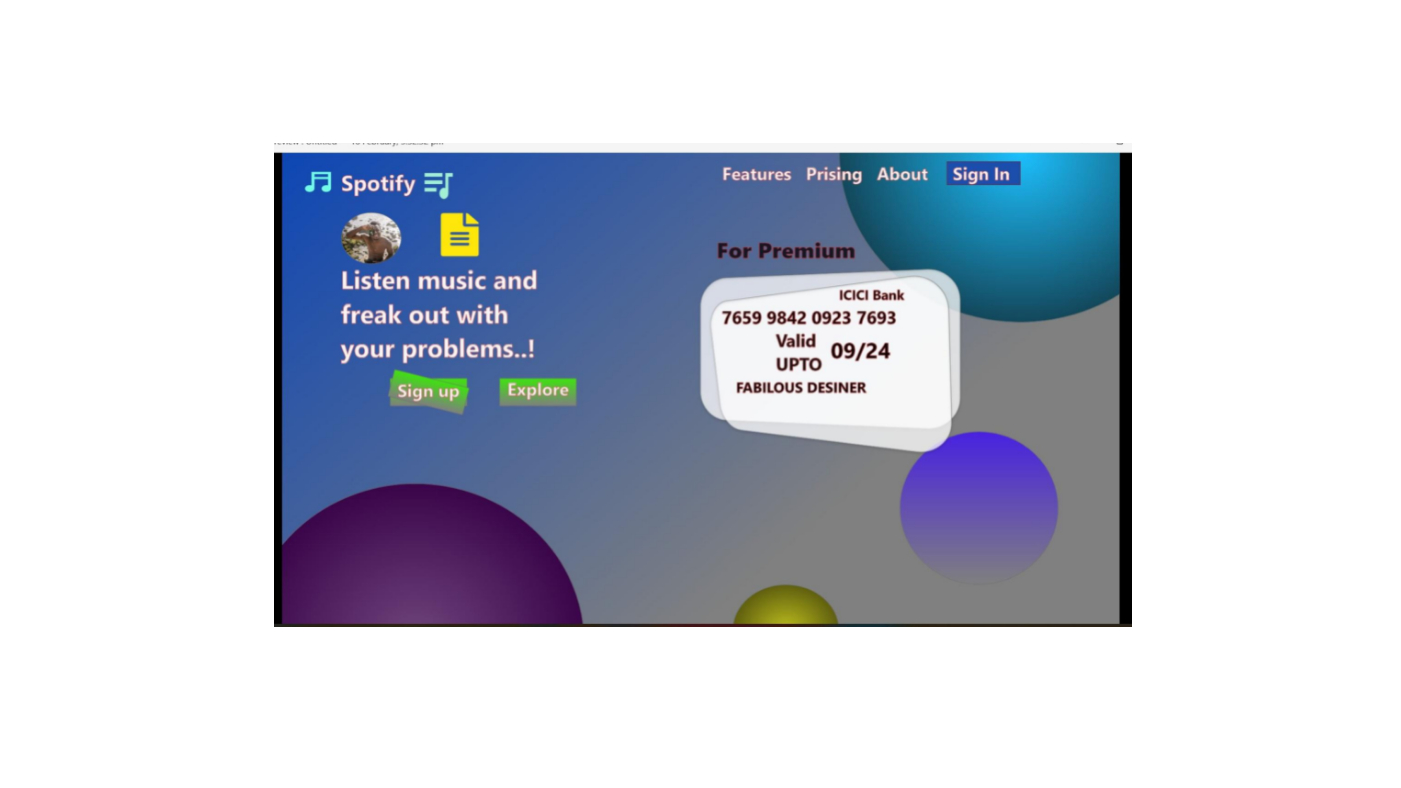 Spotify
Features Prising About Sign In
Listen music and
freak out with
your problems..!
Sign up Explore
For Premium
ICICI Bank
7659 9842 0923 7693
Valid
UPTO 09/24
FABILOUS DESINER